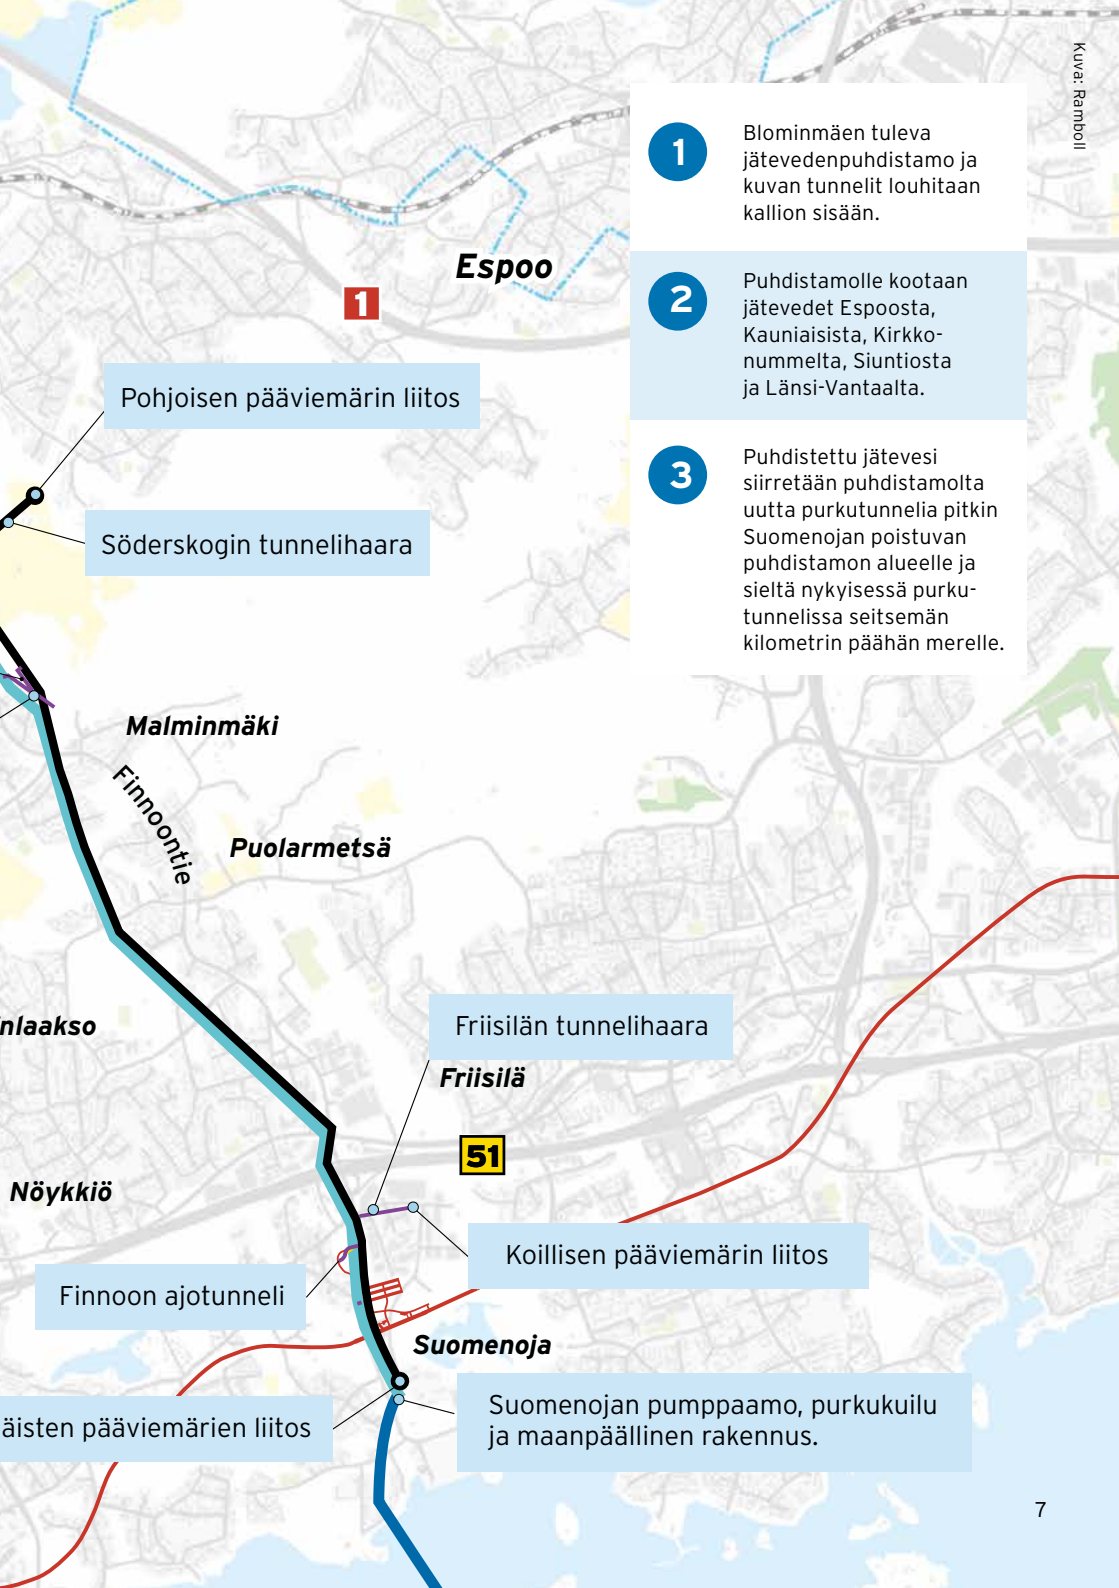 Kuva: Ramboll
1
Blominmäen tuleva
jätevedenpuhdistamo ja
kuvan tunnelit louhitaan
kallion sisään.
2
Puhdistamolle kootaan
jätevedet Espoosta,
Kauniaisista, Kirkko-
nummelta, Siuntiosta
ja Länsi-Vantaalta.
3
Puhdistettu jätevesi
siirretään puhdistamolta
uutta purkutunnelia pitkin
Suomenojan poistuvan
puhdistamon alueelle ja
sieltä nykyisessä purku-
tunnelissa seitsemän
kilometrin päähän merelle.
Espoo
1
Pohjoisen pääviemärin liitos
Söderskogin tunnelihaara
Malminmäki
Finnoontie
Puolarmetsä
nlaakso
Friisilän tunnelihaara
Friisilä
51
Nöykkiö
Koillisen pääviemärin liitos
Finnoon ajotunneli
Suomenoja
äisten pääviemärien liitos
Suomenojan pumppaamo, purkukuilu
ja maanpäällinen rakennus.
7